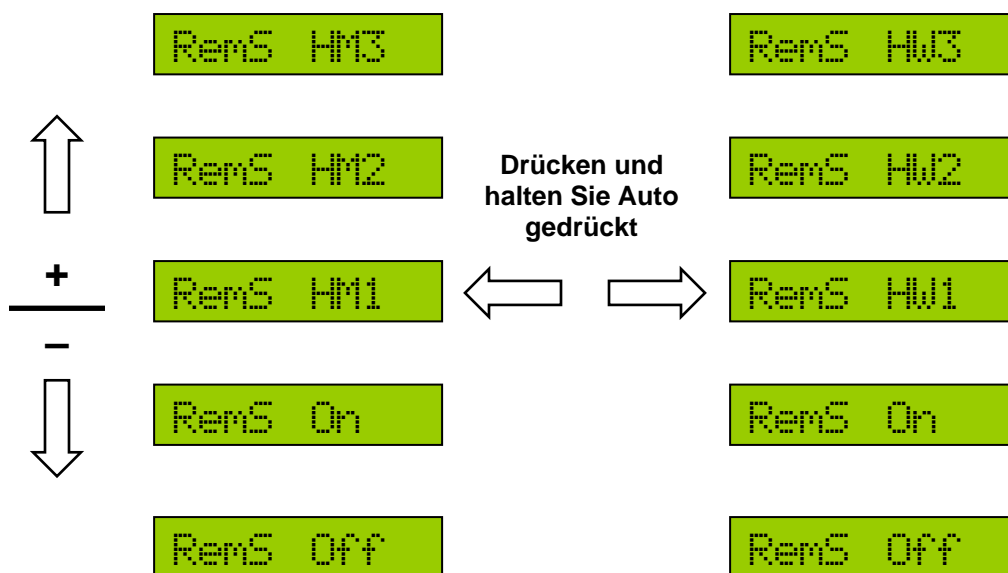 RemS HM3
RemS HW3
RemS HM2
Drücken und
halten Sie Auto
gedrückt
RemS HW2
+
−
RemS HM1
RemS HW1
RemS On
RemS On
RemS Off
RemS Off